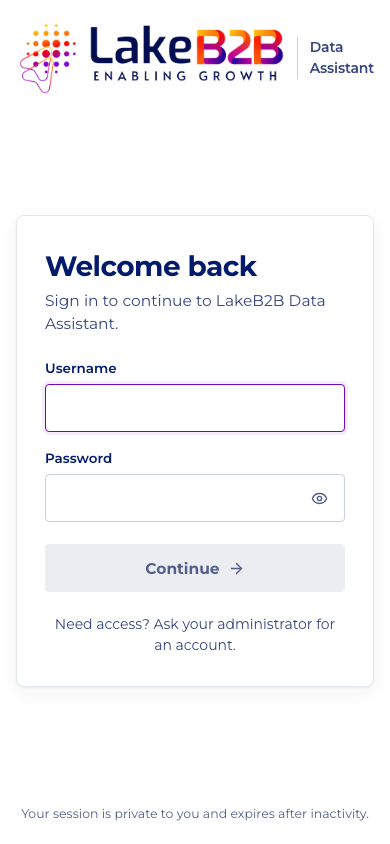 LakeB2B
ENABLING GROWTH
Data
Assistant
Welcome back
Sign in to continue to LakeB2B Data
Assistant.
Username
Password
Continue →
Need access? Ask your administrator for
an account.
Your session is private to you and expires after inactivity.